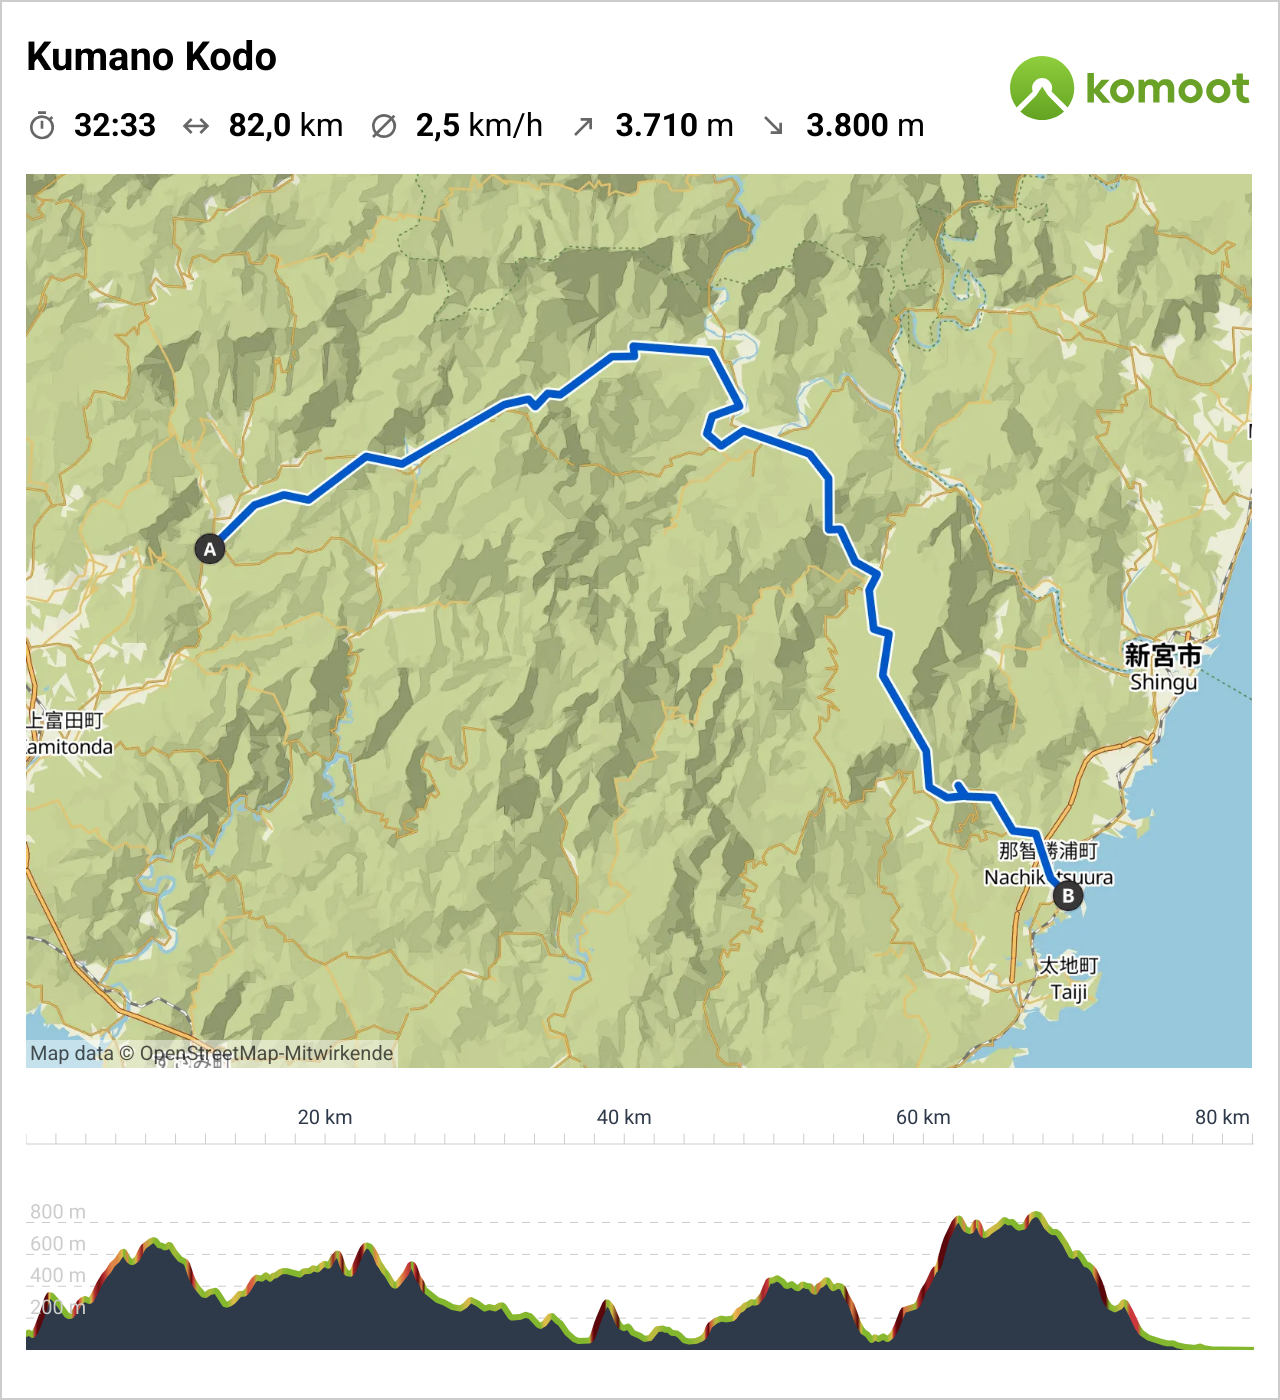 Kumano Kodo
komoot
32:33 82,0 km 2,5 km/h 3.710 m 3.800 m
A
新宮市
Shingu
上富田町
amitonda
那智勝浦町
Nachik tsuura
B
太地町
Taiji
Map data © OpenStreetMap-Mitwirkende
20 km 40 km 60 km 80 km
800 m
600 m
400 m
200 m